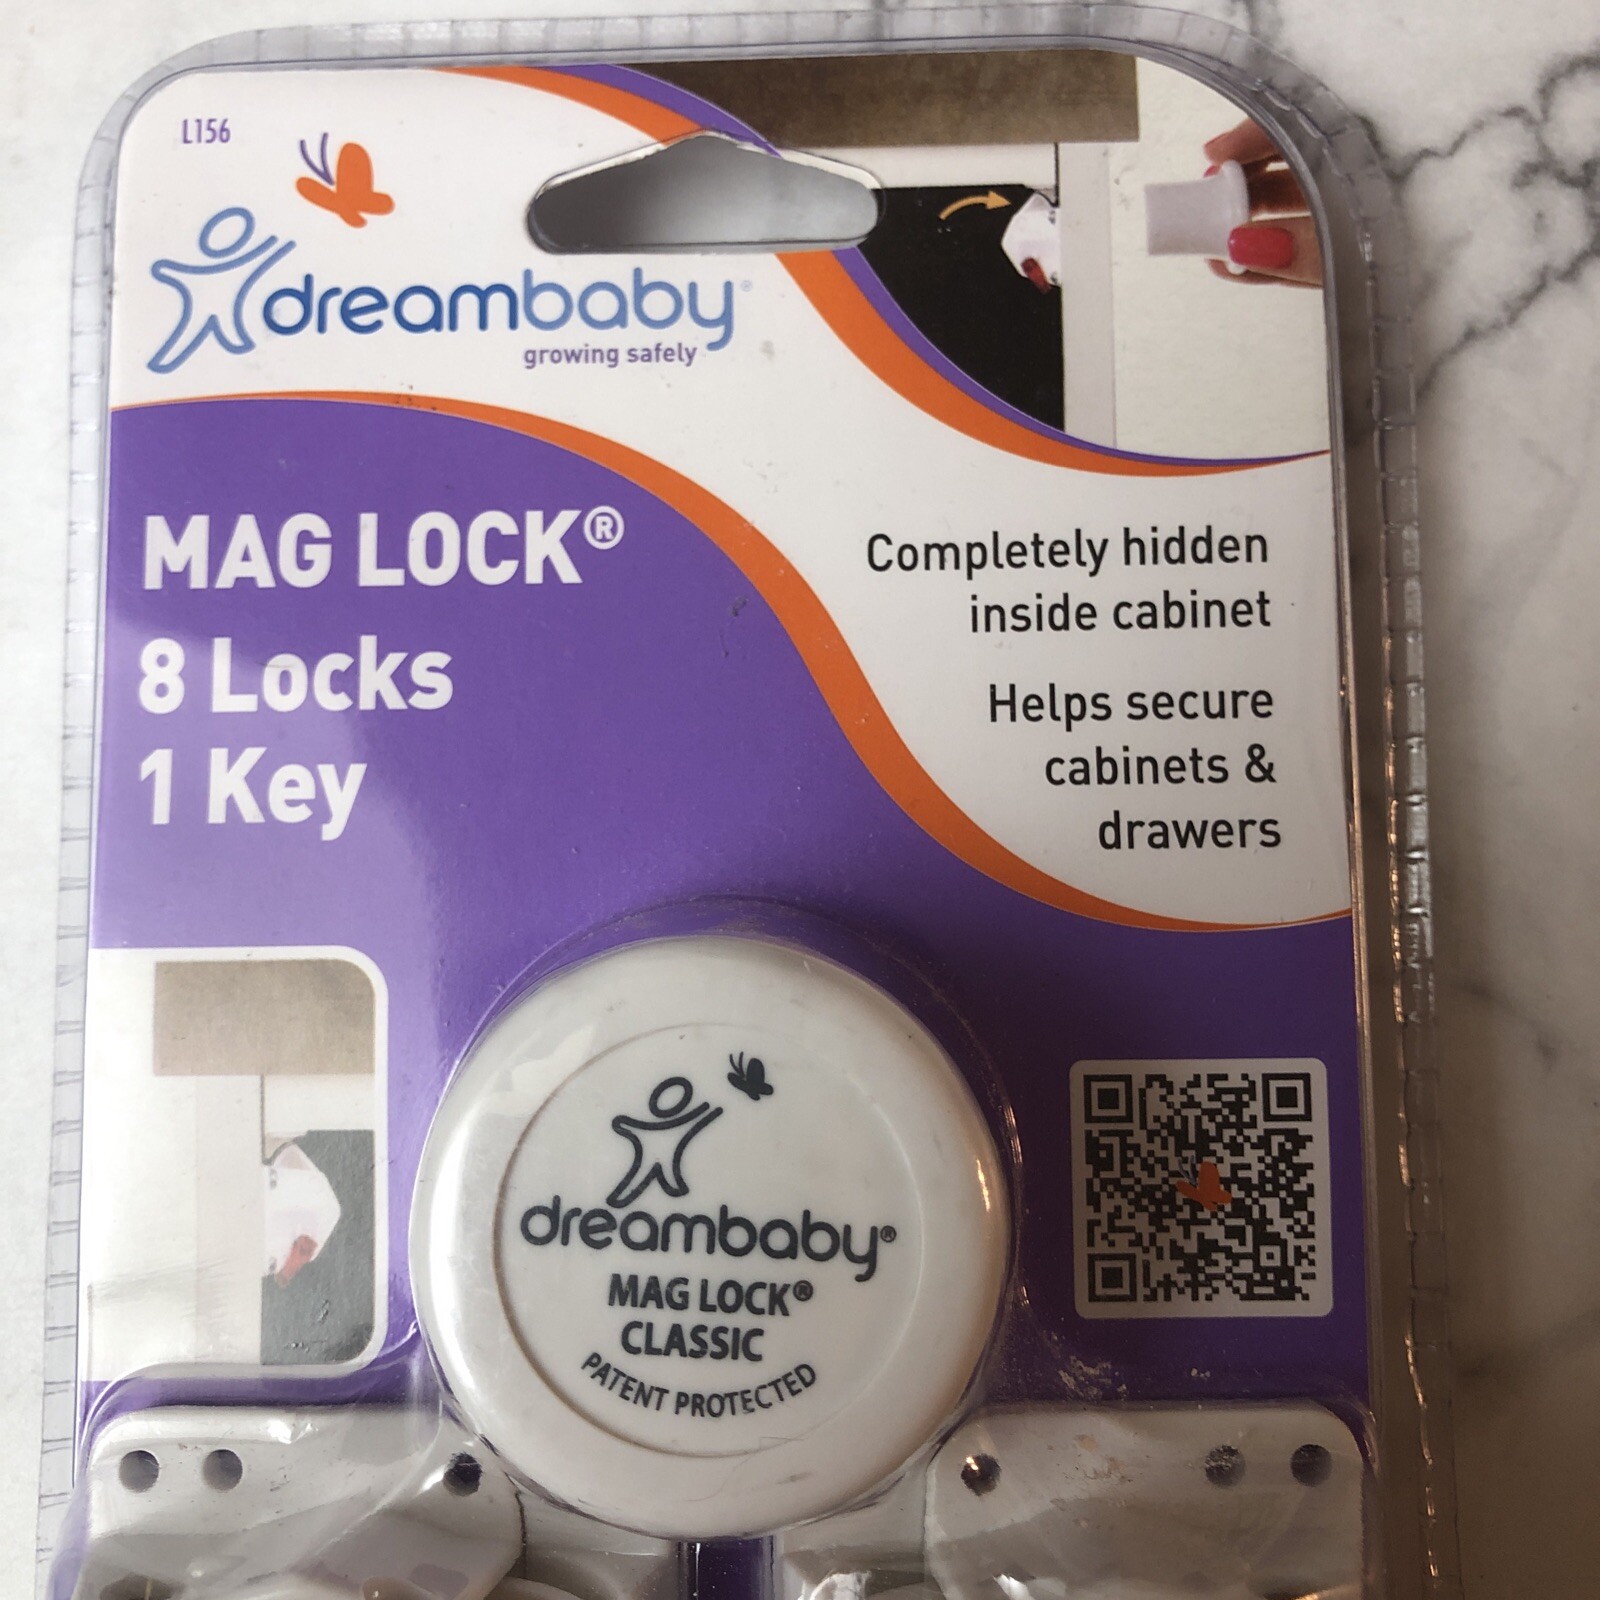 L156
dreambaby®
growing safely
MAG LOCK®
8 Locks
1 Key
Completely hidden
inside cabinet
Helps secure
cabinets &
drawers
dreambaby®
MAG LOCK®
CLASSIC
PATENT PROTECTED